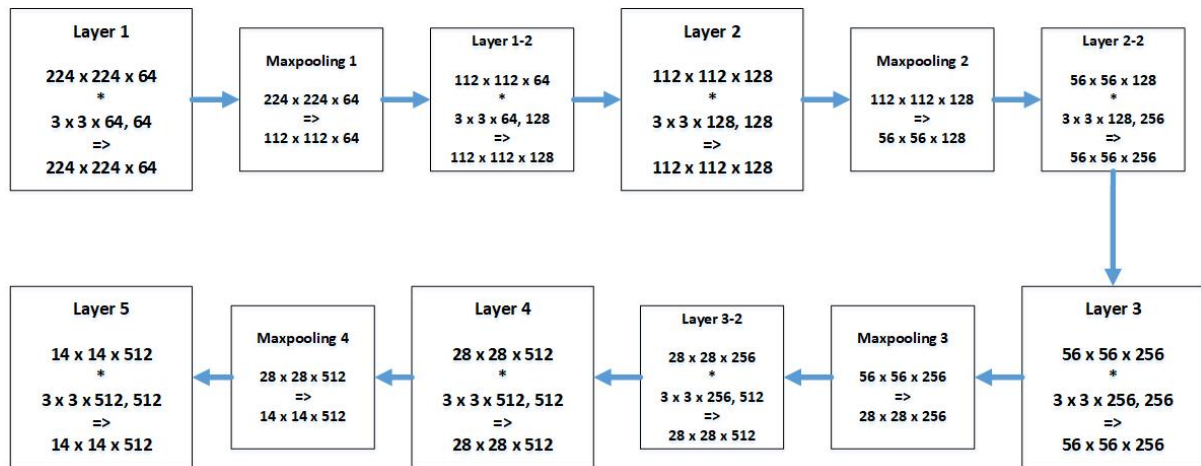 Layer 1
224 x 224 x 64
*
3 x 3 x 64, 64
=>
224 x 224 x 64
Maxpooling 1
224 x 224 x 64
=>
112 x 112 x 64
Layer 1-2
112 x 112 x 64
*
3 x 3 x 64, 128
=>
112 x 112 x 128
Layer 2
112 x 112 x 128
*
3 x 3 x 128, 128
=>
112 x 112 x 128
Maxpooling 2
112 x 112 x 128
=>
56 x 56 x 128
Layer 2-2
56 x 56 x 128
*
3 x 3 x 128, 256
=>
56 x 56 x 256
Layer 3
56 x 56 x 256
*
3 x 3 x 256, 256
=>
56 x 56 x 256
Maxpooling 3
56 x 56 x 256
=>
28 x 28 x 256
Layer 3-2
28 x 28 x 256
*
3 x 3 x 256, 512
=>
28 x 28 x 512
Layer 4
28 x 28 x 512
*
3 x 3 x 512, 512
=>
28 x 28 x 512
Maxpooling 4
28 x 28 x 512
=>
14 x 14 x 512
Layer 5
14 x 14 x 512
*
3 x 3 x 512, 512
=>
14 x 14 x 512